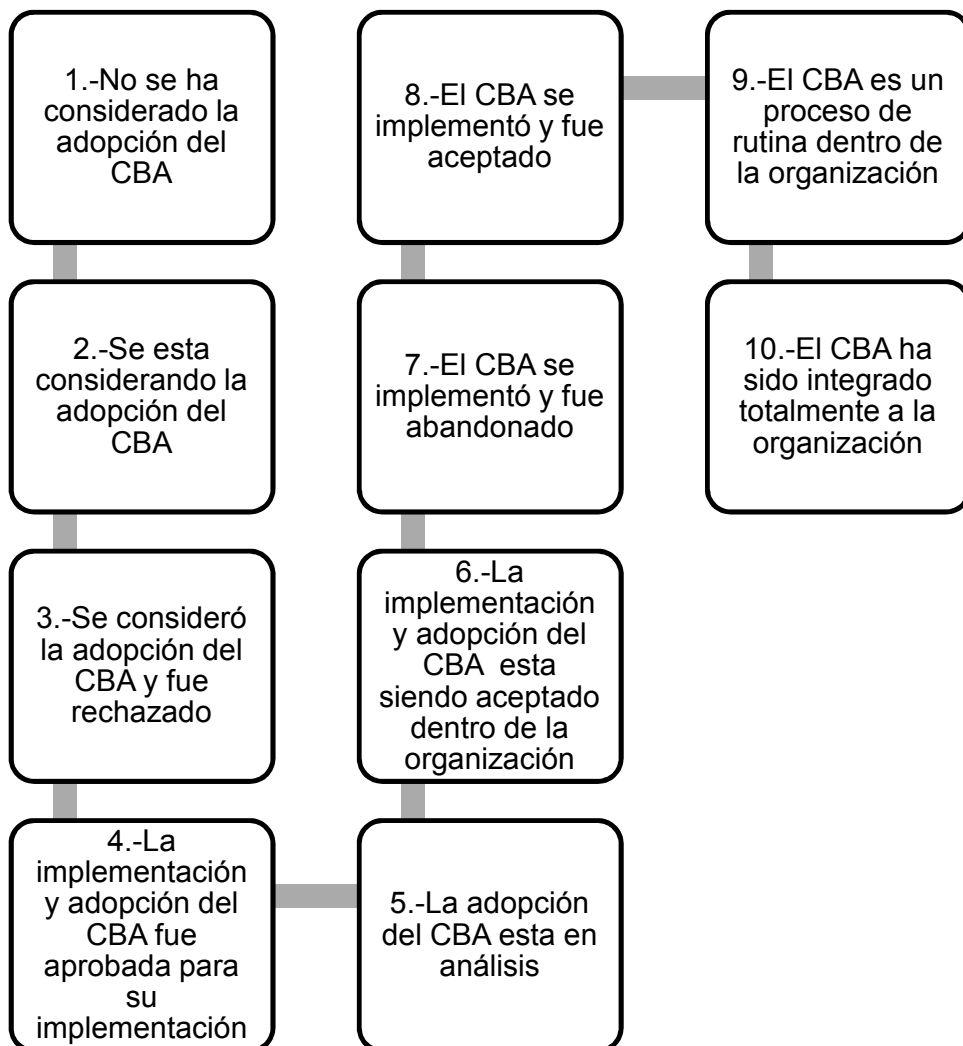 1.-No se ha
considerado la
adopción del
CBA
2.-Se esta
considerando la
adopción del
CBA
3.-Se consideró
la adopción del
CBA y fue
rechazado
4.-La
implementación
y adopción del
CBA fue
aprobada para
su
implementación
5.-La adopción
del CBA esta en
análisis
6.-La
implementación
y adopción del
CBA esta
siendo aceptado
dentro de la
organización
7.-El CBA se
implementó y fue
abandonado
8.-El CBA se
implementó y fue
aceptado
9.-El CBA es un
proceso de
rutina dentro de
la organización
10.-El CBA ha
sido integrado
totalmente a la
organización